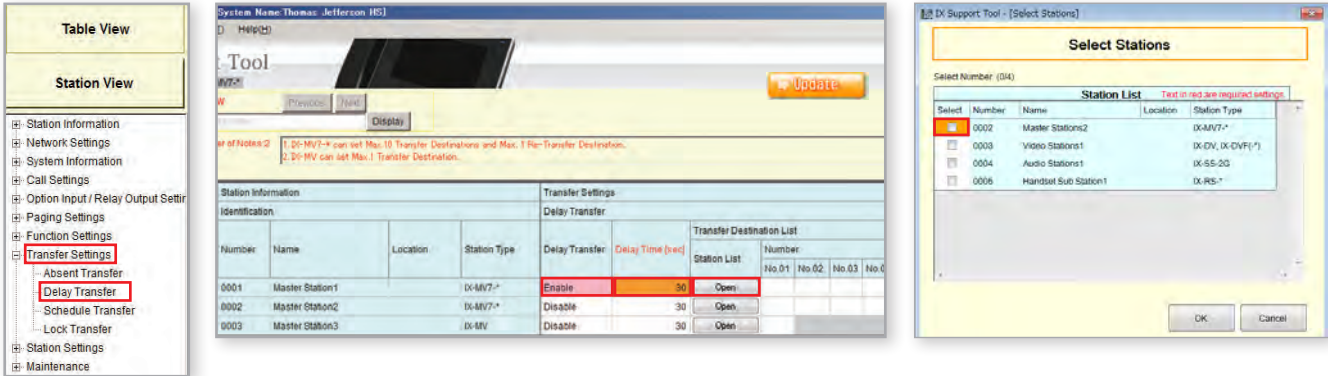 Table View
Station View
Station Information
Network Settings
System Information
Call Settings
Option Input / Relay Output Settir
Paging Settings
Function Settings
Transfer Settings
Absent Transfer
Delay Transfer
Schedule Transfer
Lock Transfer
Station Settings
Maintenance
System Name:Thomas Jefferson HS]
Help(H)
t Tool
MV7-*
Update
Previous Next
Display
er of Notes:2 1. IX-MV7-* can set Max.10 Transfer Destinations and Max. 1 Re-Transfer Destination.
2. IX-MV can set Max.1 Transfer Destination.
Station Information Transfer Settings
Identification Delay Transfer
Transfer Destination List
Number Name Location Station Type Delay Transfer Delay Time [sec] Station List Number
No.01 No.02 No.03 No.0
0001 Master Station1 IX-MV7-* Enable 30 Open
0002 Master Station2 IX-MV7-* Disable 30 Open
0003 Master Station3 IX-MV Disable 30 Open
IX Support Tool - [Select Stations]
Select Stations
Select Number (0/4)
Station List Text in red are required settings.
Select Number Name Location Station Type
0002 Master Stations2 IX-MV7-*
0003 Video Stations1 IX-DV, IX-DVF(-*)
0004 Audio Stations1 IX-SS-2G
0006 Handset Sub Station1 IX-RS-*
OK Cancel